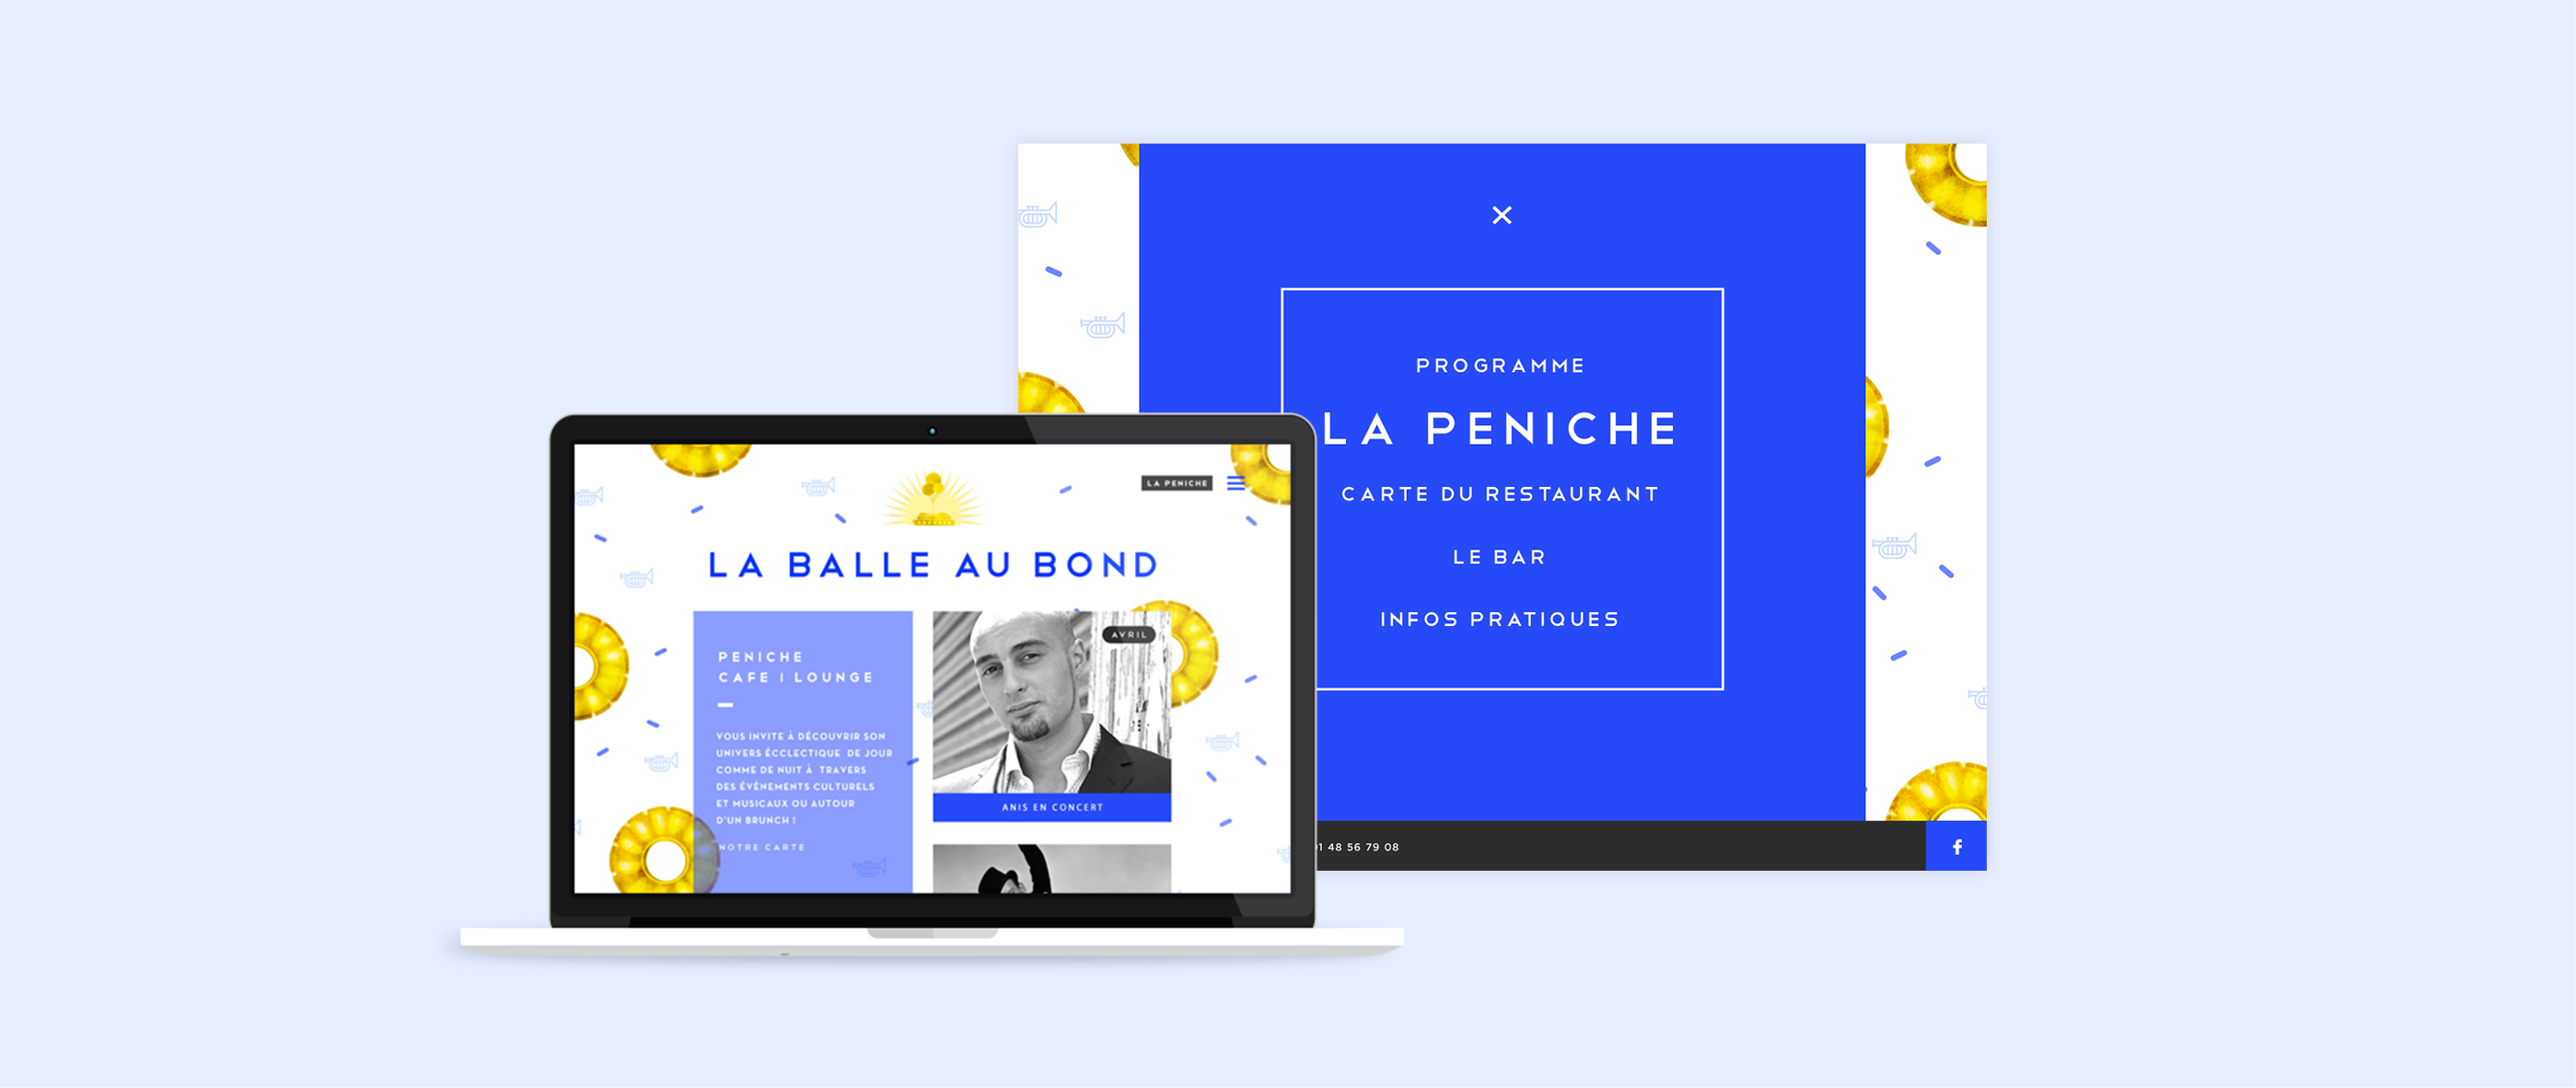 LA PENICHE
LA BALLE AU BOND
PENICHE
CAFE | LOUNGE
VOUS INVITE À DÉCOUVRIR SON
UNIVERS ÉCCLECTIQUE DE JOUR
COMME DE NUIT À TRAVERS
DES ÉVÈNEMENTS CULTURELS
ET MUSICAUX OU AUTOUR
D'UN BRUNCH !
NOTRE CARTE
AVRIL
ANIS EN CONCERT
PROGRAMME
LA PENICHE
CARTE DU RESTAURANT
LE BAR
INFOS PRATIQUES
01 48 56 79 08